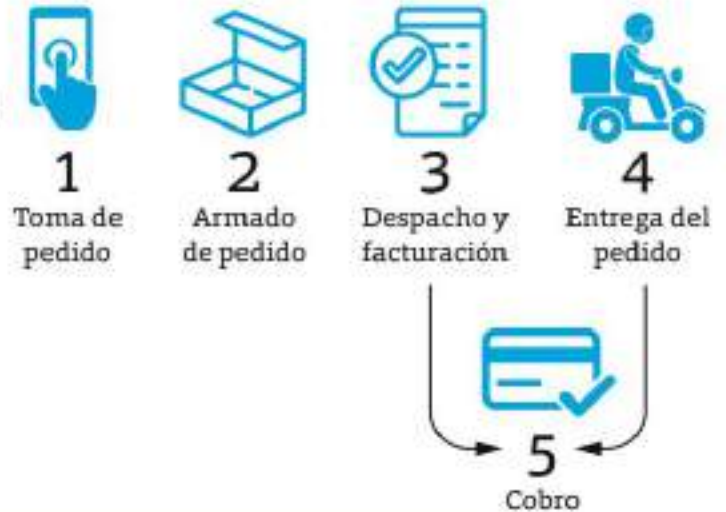 1
Toma de
pedido
2
Armado
de pedido
3
Despacho y
facturación
4
Entrega del
pedido
5
Cobro